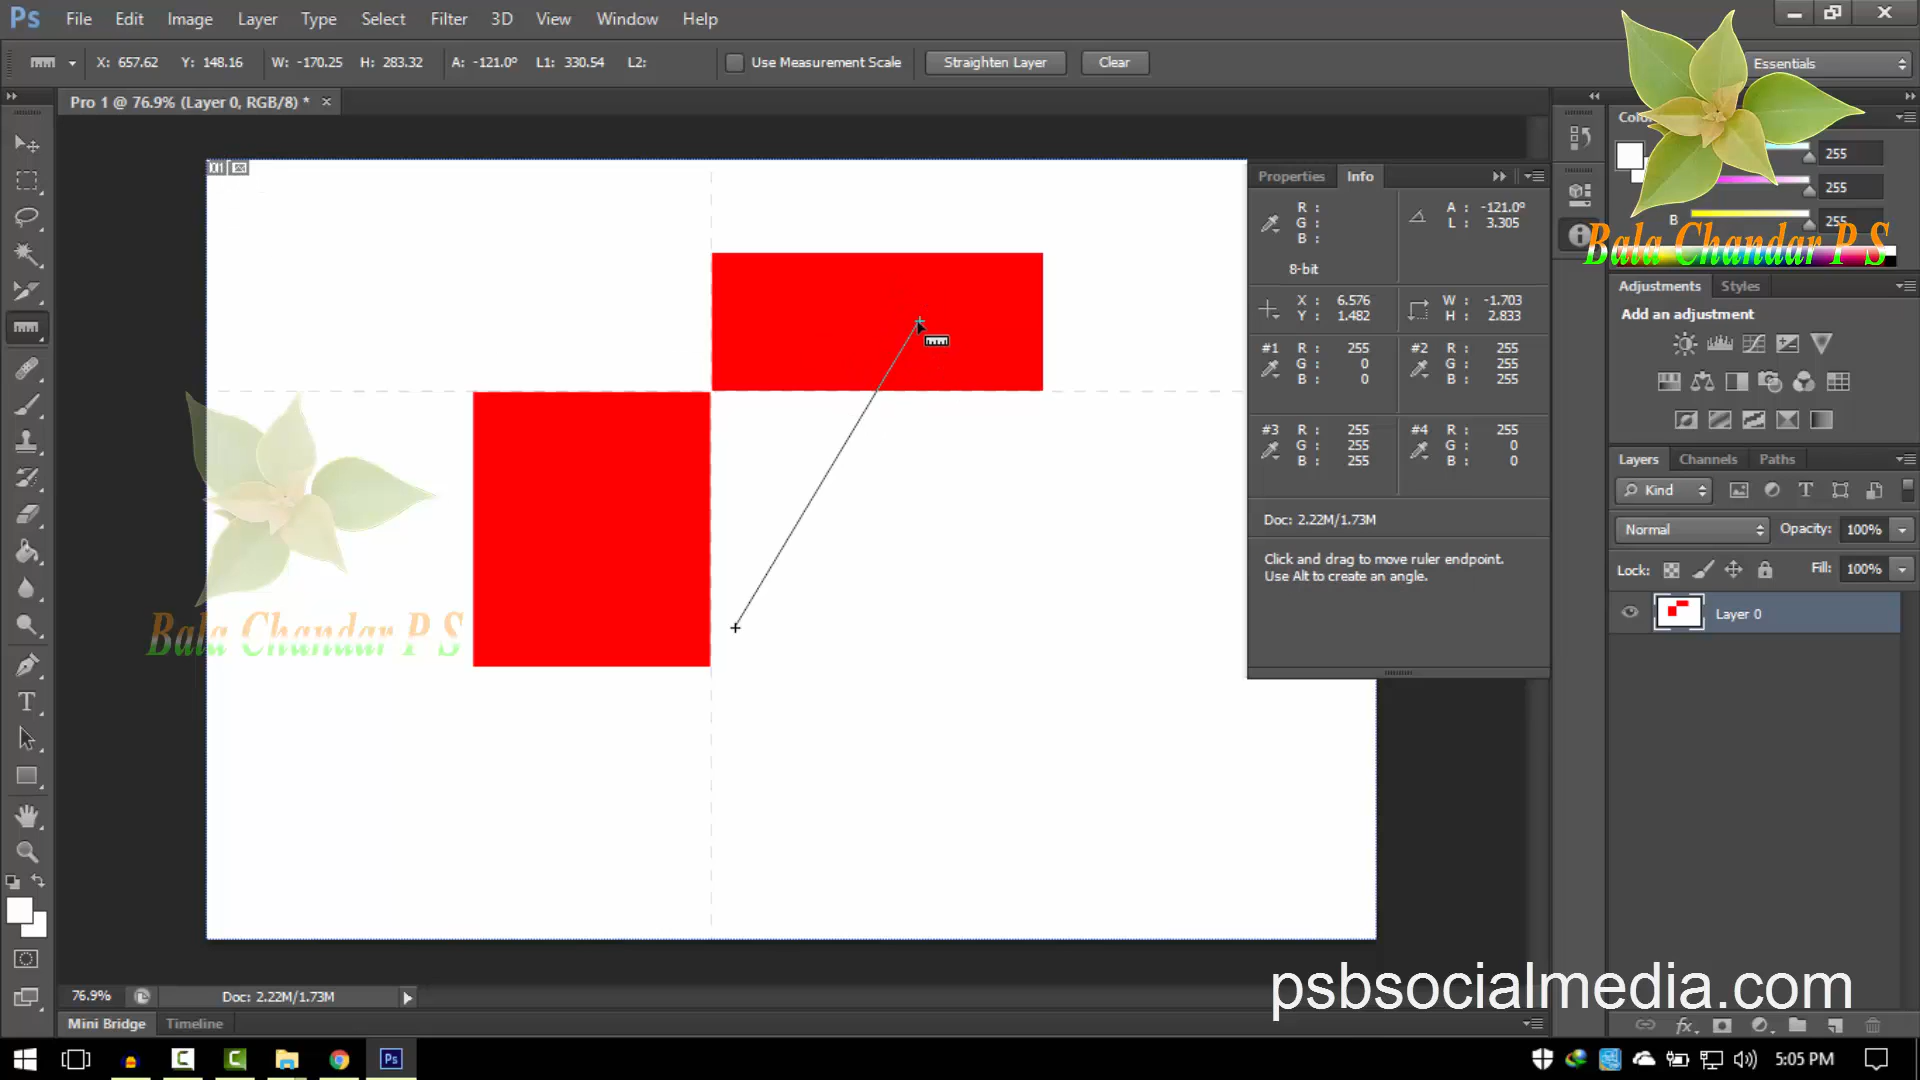 Ps File Edit Image Layer Type Select Filter 3D View Window Help
X: 657.62 Y: 148.16 W: -170.25 H: 283.32 A: -121.0° L1: 330.54 L2: Use Measurement Scale Straighten Layer Clear Essentials
Pro 1 @ 76.9% (Layer 0, RGB/8) * ×
01
Properties Info
R :
G :
B :
8-bit
A : -121.0°
L : 3.305
X : 6.576
Y : 1.482
W : -1.703
H : 2.833
#1 R : 255
G : 0
B : 0
#2 R : 255
G : 255
B : 255
#3 R : 255
G : 255
B : 255
#4 R : 255
G : 0
B : 0
Doc: 2.22M/1.73M
Click and drag to move ruler endpoint.
Use Alt to create an angle.
255
255
B 255
Bala Chandar P S
Adjustments Styles
Add an adjustment
Layers Channels Paths
Kind
Normal Opacity: 100%
Lock: Fill: 100%
Layer 0
Bala Chandar P S
psbsocialmedia.com
76.9% Doc: 2.22M/1.73M
Mini Bridge Timeline
fx
Ps 5:05 PM